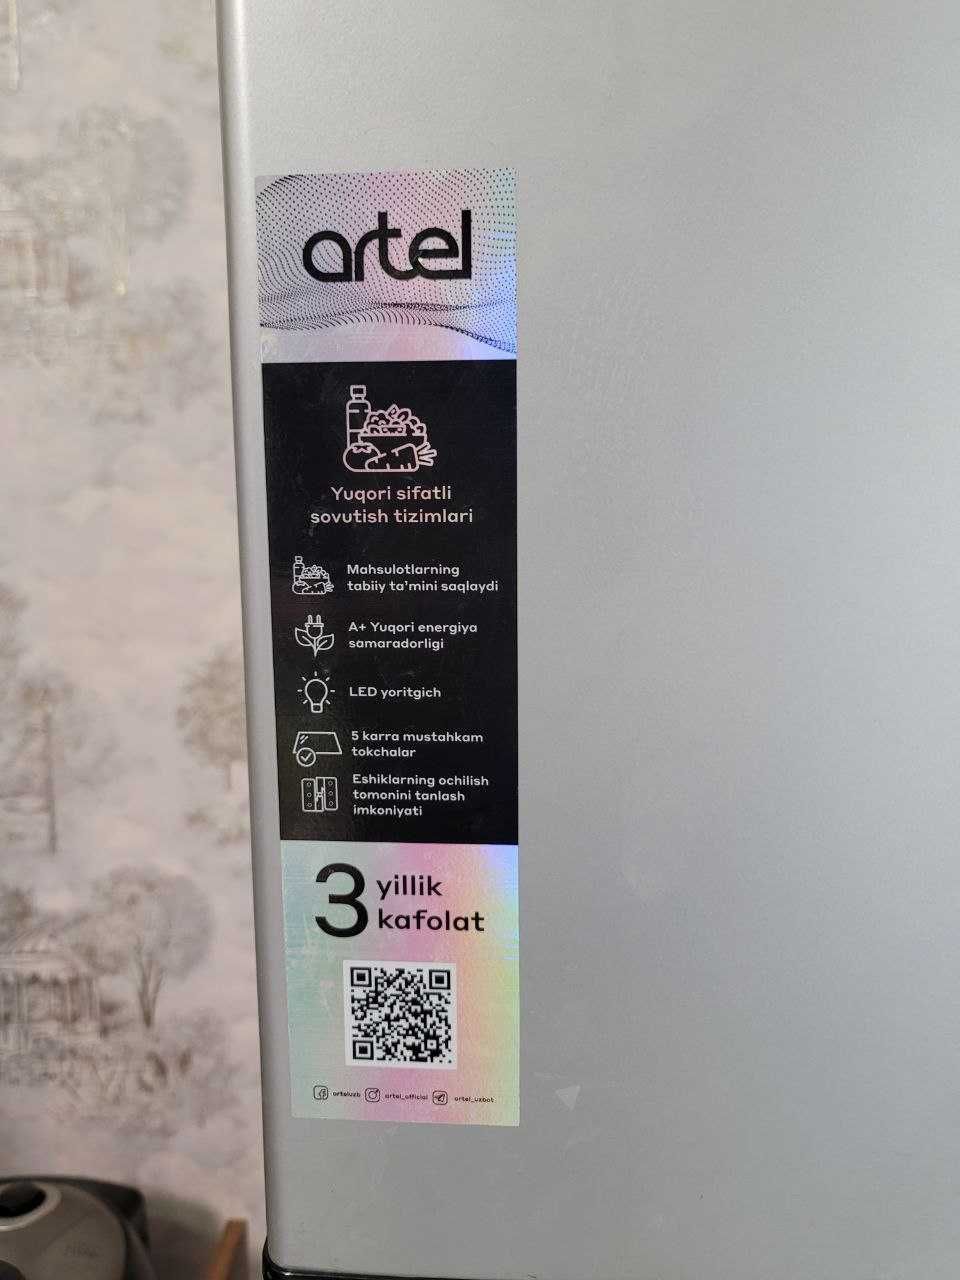 artel
Yuqori sifatli
sovutish tizimlari
Mahsulotlarning
tabiiy ta'mini saqlaydi
A+ Yuqori energiya
samaradorligi
LED yoritgich
5 karra mustahkam
tokchalar
Eshiklarning ochilish
tomonini tanlash
imkoniyati
3 yillik
kafolat
arteluzb artel_official artel_uzbot